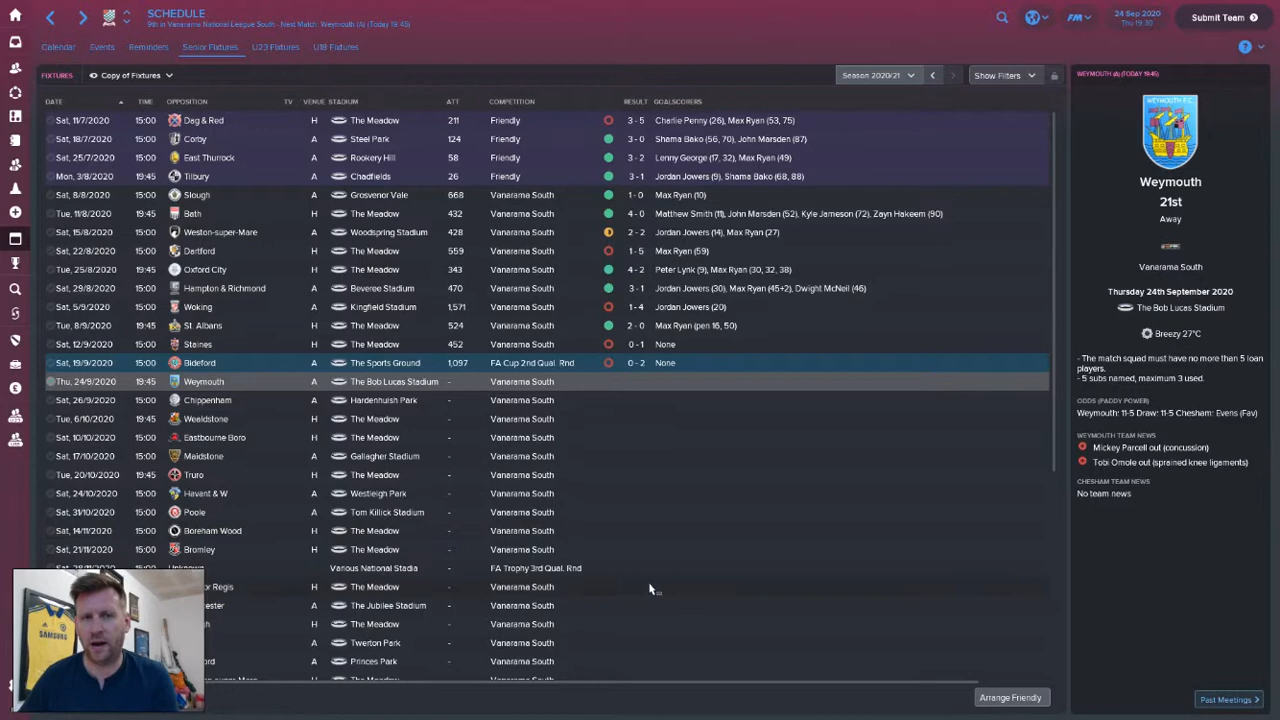 SCHEDULE
9th in Vanarama National League South - Next Match: Weymouth (A) (Today 19:45)
24 Sep 2020
Thu 19:30
FM
Submit Team
Calendar Events Reminders Senior Fixtures U23 Fixtures U18 Fixtures
FIXTURES Copy of Fixtures Season 2020/21 Show Filters
DATE TIME OPPOSITION TV VENUE STADIUM ATT COMPETITION RESULT GOALSCORERS
Sat, 11/7/2020 15:00 Dag & Red H The Meadow 211 Friendly 3 - 5 Charlie Penny (26), Max Ryan (53, 75)
Sat, 18/7/2020 15:00 Corby A Steel Park 124 Friendly 3 - 0 Shama Bako (56, 70), John Marsden (87)
Sat, 25/7/2020 15:00 East Thurrock A Rookery Hill 58 Friendly 3 - 2 Lenny George (17, 32), Max Ryan (49)
Mon, 3/8/2020 19:45 Tilbury A Chadfields 26 Friendly 3 - 1 Jordan Jowers (9), Shama Bako (68, 88)
Sat, 8/8/2020 15:00 Slough A Grosvenor Vale 668 Vanarama South 1 - 0 Max Ryan (10)
Tue, 11/8/2020 19:45 Bath H The Meadow 432 Vanarama South 4 - 0 Matthew Smith (11), John Marsden (52), Kyle Jameson (72), Zayn Hakeem (90)
Sat, 15/8/2020 15:00 Weston-super-Mare A Woodspring Stadium 428 Vanarama South 2 - 2 Jordan Jowers (14), Max Ryan (27)
Sat, 22/8/2020 15:00 Dartford H The Meadow 559 Vanarama South 1 - 5 Max Ryan (59)
Tue, 25/8/2020 19:45 Oxford City H The Meadow 343 Vanarama South 4 - 2 Peter Lynk (9), Max Ryan (30, 32, 38)
Sat, 29/8/2020 15:00 Hampton & Richmond A Beveree Stadium 470 Vanarama South 3 - 1 Jordan Jowers (30), Max Ryan (45+2), Dwight McNeil (46)
Sat, 5/9/2020 15:00 Woking A Kingfield Stadium 1,571 Vanarama South 1 - 4 Jordan Jowers (20)
Tue, 8/9/2020 19:45 St. Albans H The Meadow 524 Vanarama South 2 - 0 Max Ryan (pen 16, 50)
Sat, 12/9/2020 15:00 Staines H The Meadow 452 Vanarama South 0 - 1 None
Sat, 19/9/2020 15:00 Bideford A The Sports Ground 1,097 FA Cup 2nd Qual. Rnd 0 - 2 None
Thu, 24/9/2020 19:45 Weymouth A The Bob Lucas Stadium - Vanarama South
Sat, 26/9/2020 15:00 Chippenham A Hardenhuish Park - Vanarama South
Tue, 6/10/2020 19:45 Wealdstone H The Meadow - Vanarama South
Sat, 10/10/2020 15:00 Eastbourne Boro H The Meadow - Vanarama South
Sat, 17/10/2020 15:00 Maidstone A Gallagher Stadium - Vanarama South
Tue, 20/10/2020 19:45 Truro H The Meadow - Vanarama South
Sat, 24/10/2020 15:00 Havant & W A Westleigh Park - Vanarama South
Sat, 31/10/2020 15:00 Poole A Tom Killick Stadium - Vanarama South
Sat, 14/11/2020 15:00 Boreham Wood H The Meadow - Vanarama South
Sat, 21/11/2020 15:00 Bromley H The Meadow - Vanarama South
Various National Stadia - FA Trophy 3rd Qual. Rnd
Regis H The Meadow - Vanarama South
A The Jubilee Stadium - Vanarama South
H The Meadow - Vanarama South
A Twerton Park - Vanarama South
A Princes Park - Vanarama South
Arrange Friendly
WEYMOUTH (A) (TODAY 19:45)
WEYMOUTH F.C.
Weymouth
21st
Away
Vanarama South
Thursday 24th September 2020
The Bob Lucas Stadium
Breezy 27°C
- The match squad must have no more than 5 loan
players.
- 5 subs named, maximum 3 used.
ODDS (PADDY POWER)
Weymouth: 11-5 Draw: 11-5 Chesham: Evens (Fav)
WEYMOUTH TEAM NEWS
Mickey Parcell out (concussion)
Tobi Omole out (sprained knee ligaments)
CHESHAM TEAM NEWS
No team news
Past Meetings